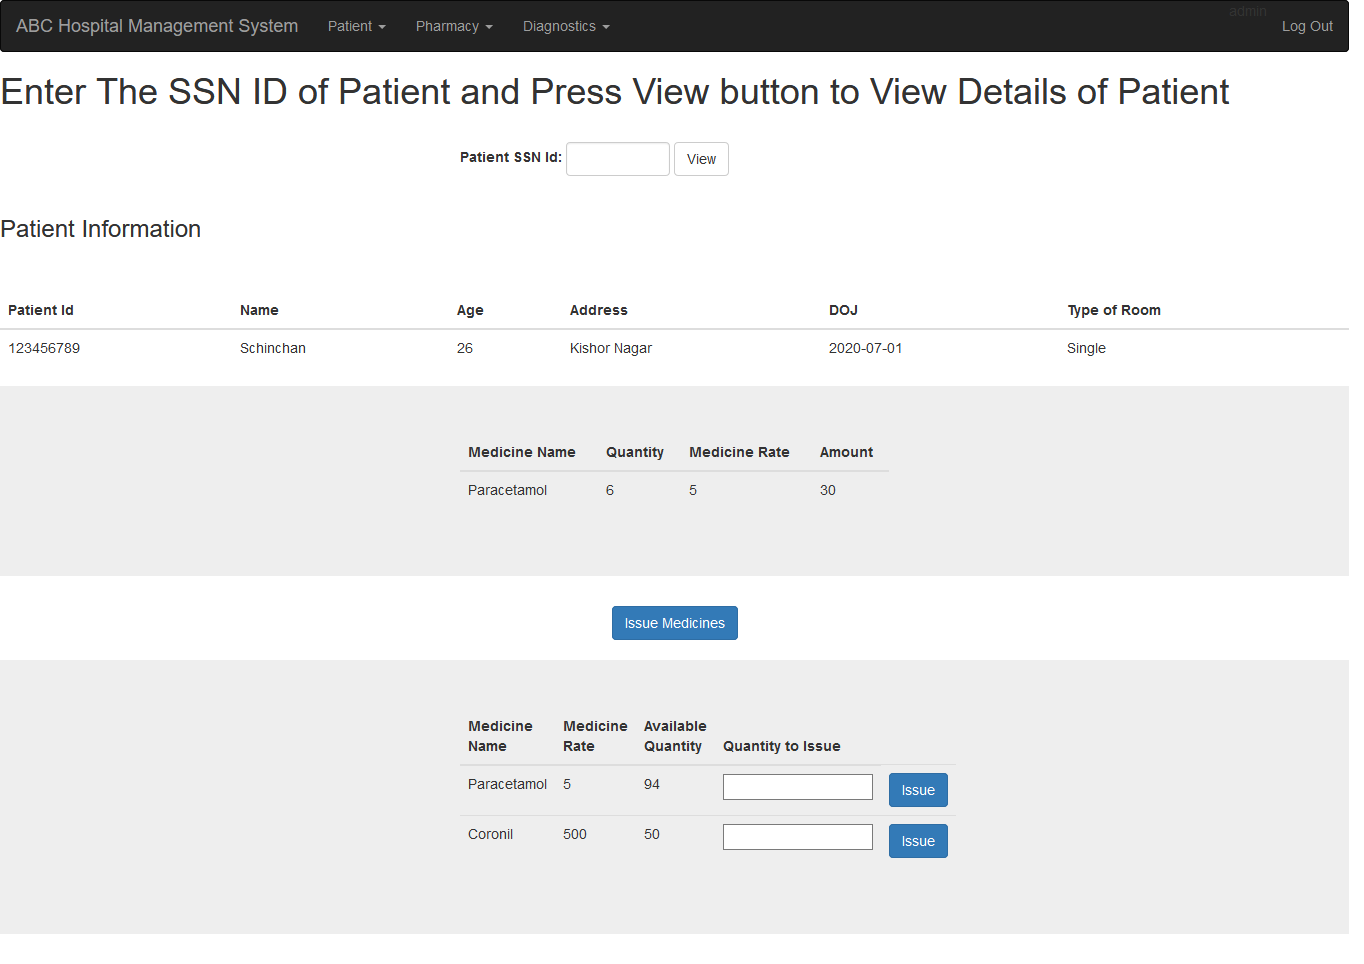 ABC Hospital Management System Patient Pharmacy Diagnostics admin Log Out
Enter The SSN ID of Patient and Press View button to View Details of Patient
Patient SSN Id: View
Patient Information
Patient Id Name Age Address DOJ Type of Room
123456789 Schinchan 26 Kishor Nagar 2020-07-01 Single
Medicine Name Quantity Medicine Rate Amount
Paracetamol 6 5 30
Issue Medicines
Medicine Medicine Available
Name Rate Quantity Quantity to Issue
Paracetamol 5 94 Issue
Coronil 500 50 Issue